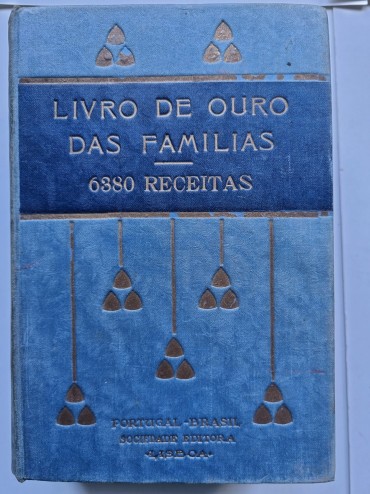 LIVRO DE OURO
DAS FAMILIAS
6380 RECEITAS
PORTUGAL-BRASIL
SOCIEDADE EDITORA
-LISBOA-